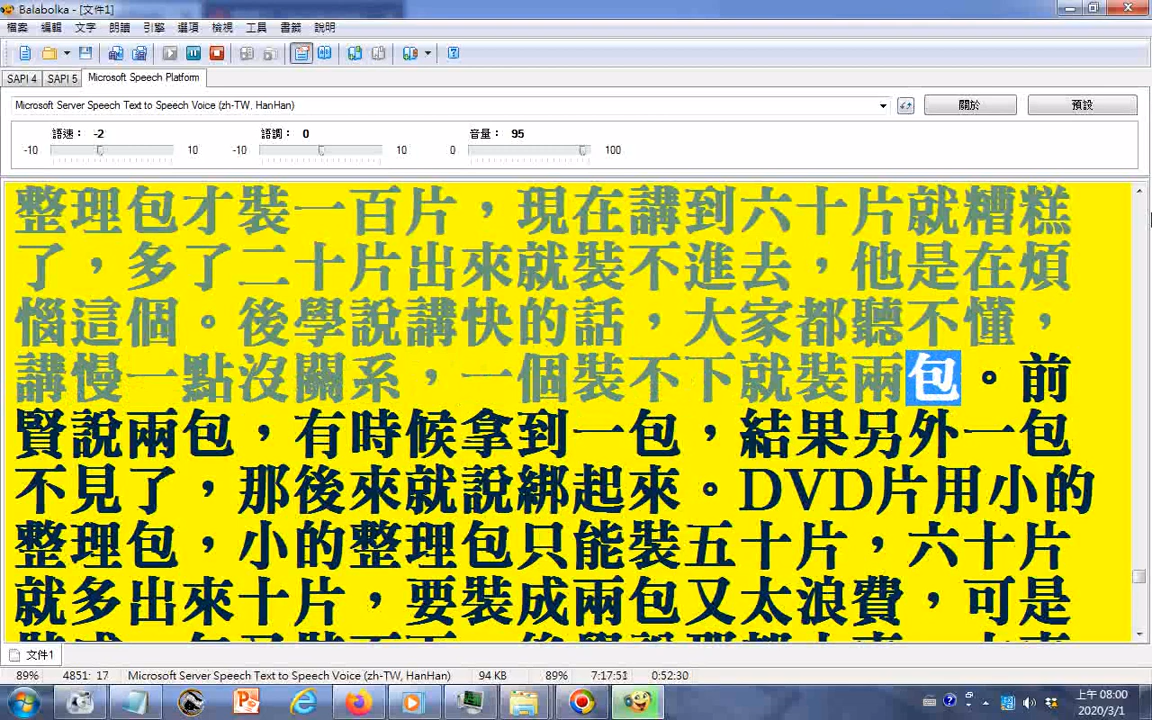 Balabolka - [文件1]
檔案 編輯 文字 朗讀 引擎 選項 檢視 工具 書籤 說明
SAPI 4 SAPI 5 Microsoft Speech Platform
Microsoft Server Speech Text to Speech Voice (zh-TW, HanHan)
關於 預設
語速： -2 語調： 0 音量： 95
-10 10 -10 10 0 100
整理包才裝一百片，現在講到六十片就糟糕
了，多了二十片出來就裝不進去，他是在煩
惱這個。後學說講快的話，大家都聽不懂，
講慢一點沒關系，一個裝不下就裝兩包。前
賢說兩包，有時候拿到一包，結果另外一包
不見了，那後來就說綁起來。DVD片用小的
整理包，小的整理包只能裝五十片，六十片
就多出來十片，要裝成兩包又太浪費，可是
文件1
89% 4851: 17 Microsoft Server Speech Text to Speech Voice (zh-TW, HanHan) 94 KB 89% 7:17:51 0:52:30
上午 08:00
2020/3/1